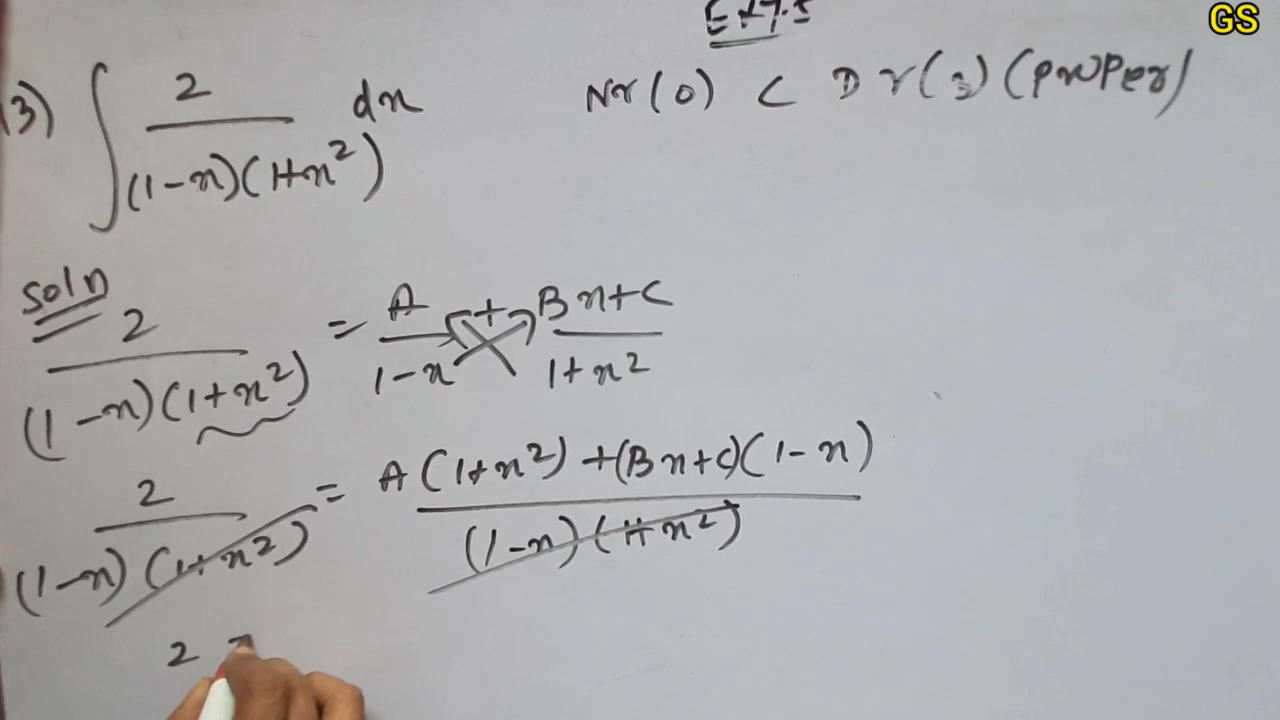 Ex 7.5
GS
13) ∫ 2 / (1-x)(1+x²) dx
Nr(0) < Dr(3) (Proper)
Soln
2 / (1-x)(1+x²) = A / 1-x + Bx+C / 1+x²
2 / (1-x)(1+x²) = A(1+x²) + (Bx+C)(1-x) / (1-x)(1+x²)
2